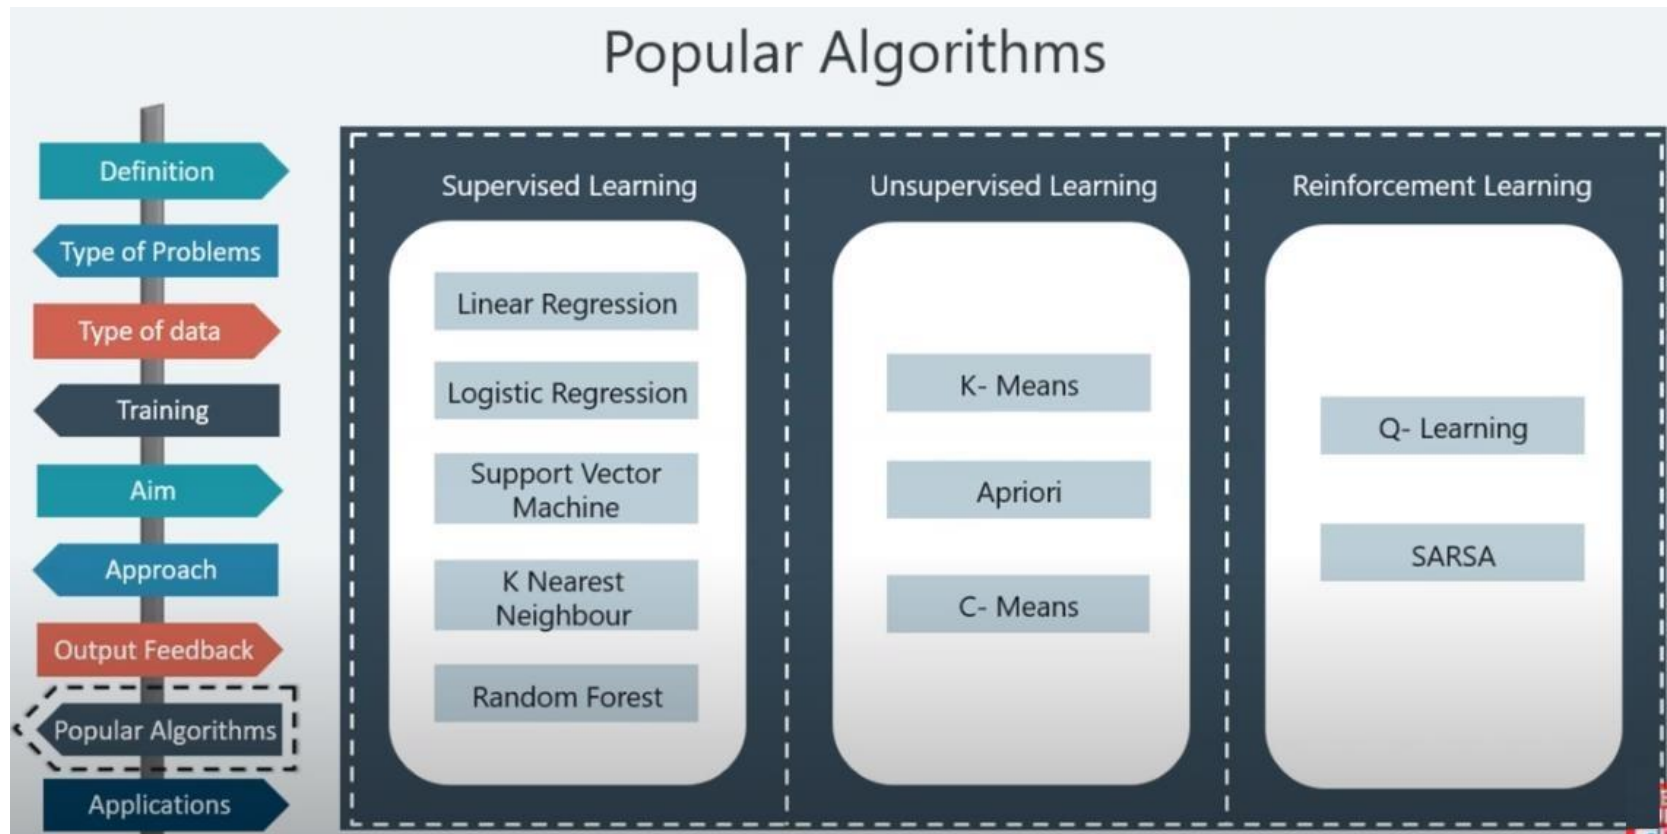 Popular Algorithms
Definition
Type of Problems
Type of data
Training
Aim
Approach
Output Feedback
Popular Algorithms
Applications
Supervised Learning
Linear Regression
Logistic Regression
Support Vector
Machine
K Nearest
Neighbour
Random Forest
Unsupervised Learning
K- Means
Apriori
C- Means
Reinforcement Learning
Q- Learning
SARSA